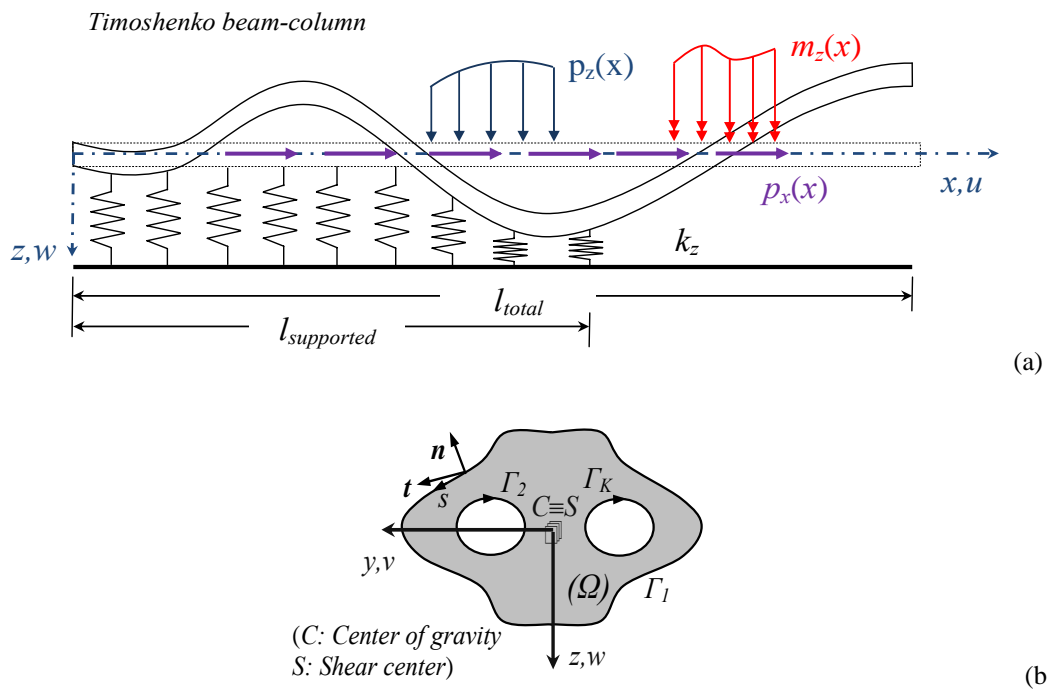 Timoshenko beam-column
p_z(x)
m_z(x)
p_x(x)
x,u
z,w
k_z
l_total
l_supported
(a)
n
t
s
Γ_2
Γ_K
C≡S
y,v
(Ω)
Γ_1
(C: Center of gravity
S: Shear center)
z,w
(b